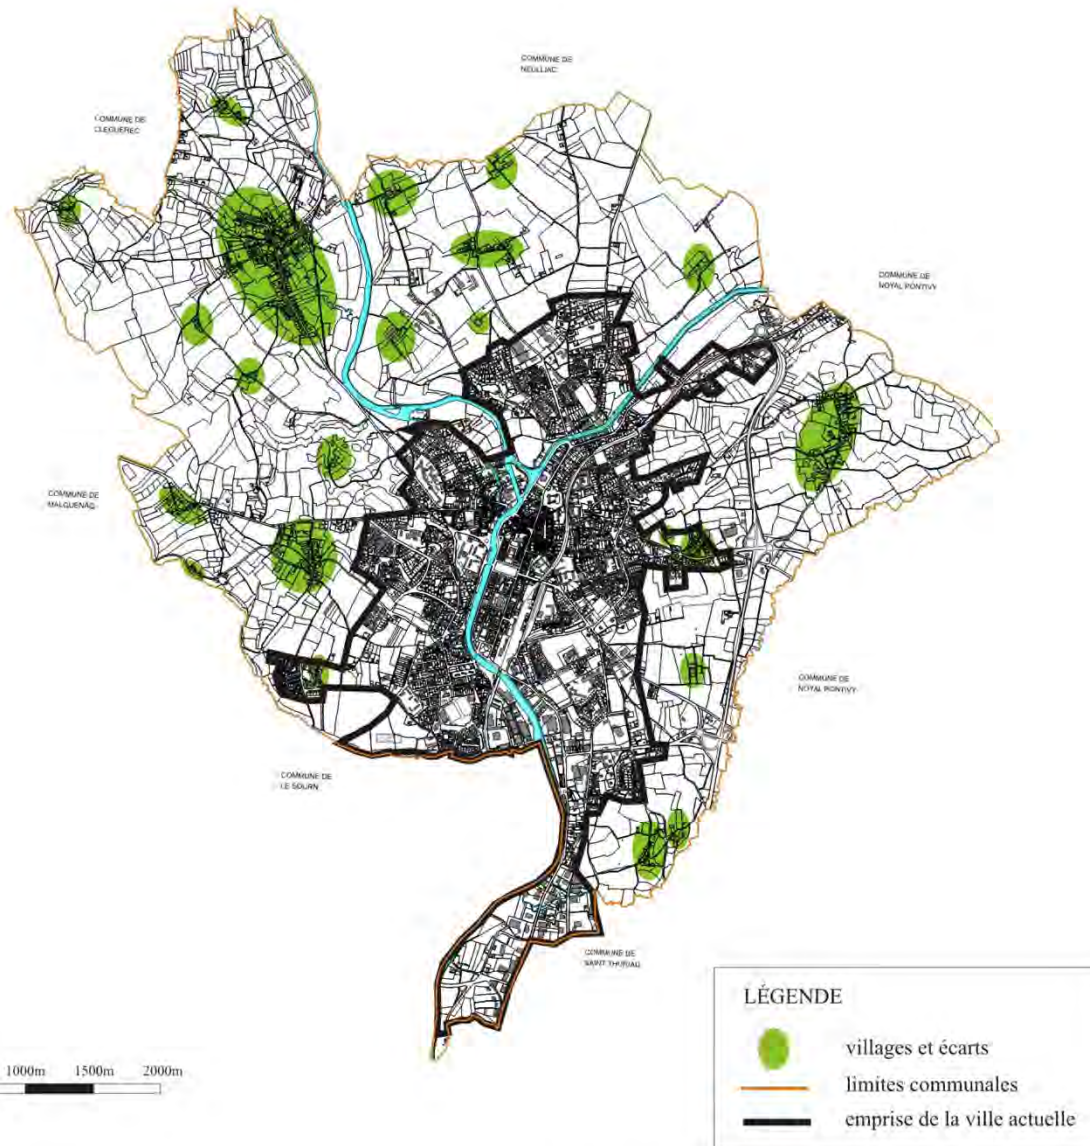 COMMUNE DE
NEULLIAC
COMMUNE DE
CLEGUEREC
COMMUNE DE
NOYAL PONTIVY
COMMUNE DE
MALGUENAC
COMMUNE DE
NOYAL PONTIVY
COMMUNE DE
LE SOURN
COMMUNE DE
SAINT THURIAU
LÉGENDE
villages et écarts
limites communales
emprise de la ville actuelle
1000m 1500m 2000m